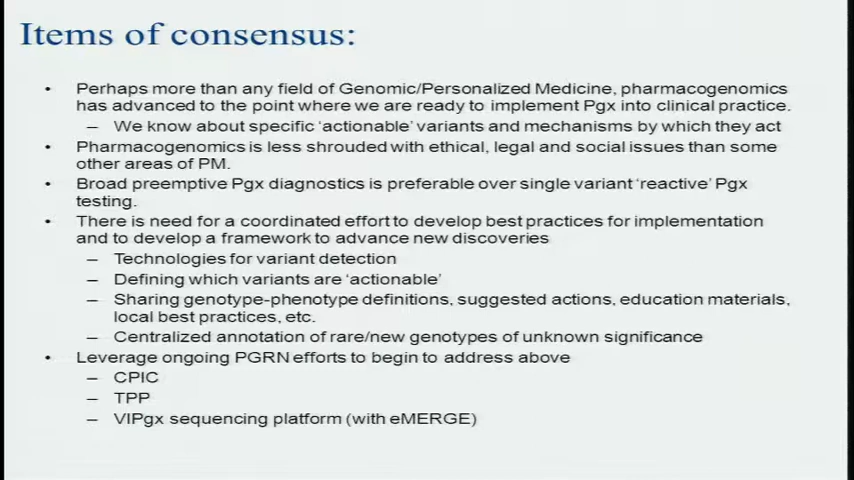 Items of consensus:
• Perhaps more than any field of Genomic/Personalized Medicine, pharmacogenomics
has advanced to the point where we are ready to implement Pgx into clinical practice.
– We know about specific ‘actionable’ variants and mechanisms by which they act
• Pharmacogenomics is less shrouded with ethical, legal and social issues than some
other areas of PM.
• Broad preemptive Pgx diagnostics is preferable over single variant ‘reactive’ Pgx
testing.
• There is need for a coordinated effort to develop best practices for implementation
and to develop a framework to advance new discoveries
– Technologies for variant detection
– Defining which variants are ‘actionable’
– Sharing genotype-phenotype definitions, suggested actions, education materials,
local best practices, etc.
– Centralized annotation of rare/new genotypes of unknown significance
• Leverage ongoing PGRN efforts to begin to address above
– CPIC
– TPP
– VIPgx sequencing platform (with eMERGE)